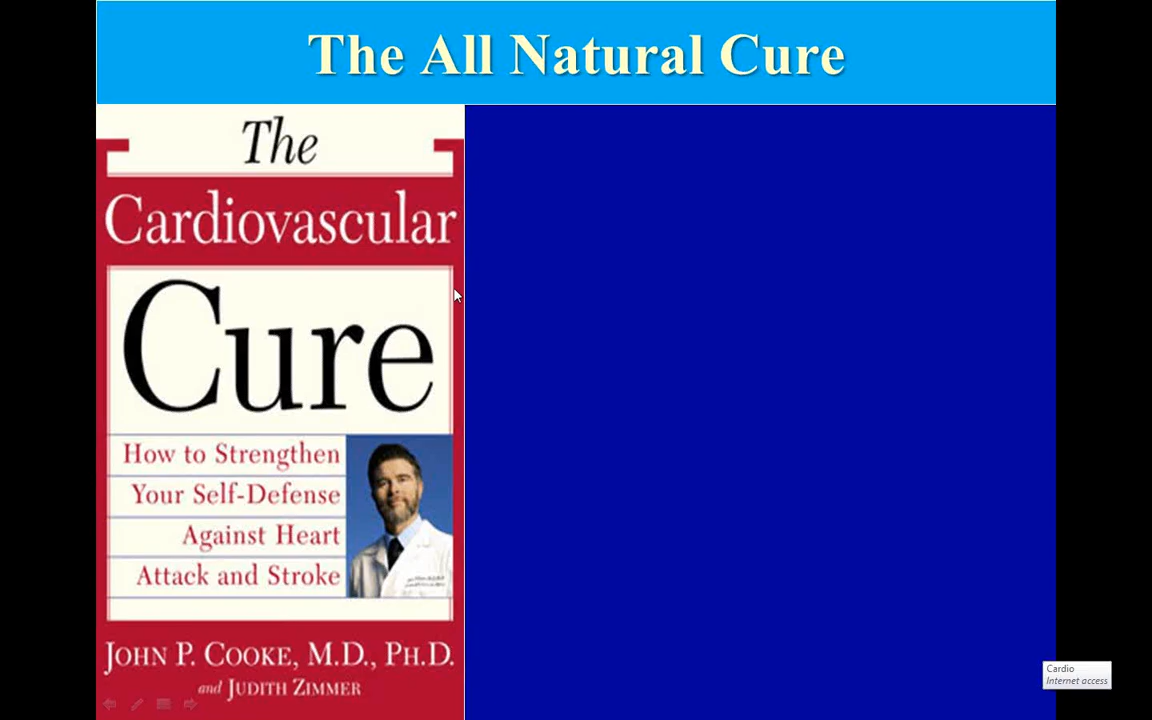 The All Natural Cure
The
Cardiovascular
Cure
How to Strengthen
Your Self-Defense
Against Heart
Attack and Stroke
JOHN P. COOKE, M.D., PH.D.
and JUDITH ZIMMER
Cardio
Internet access